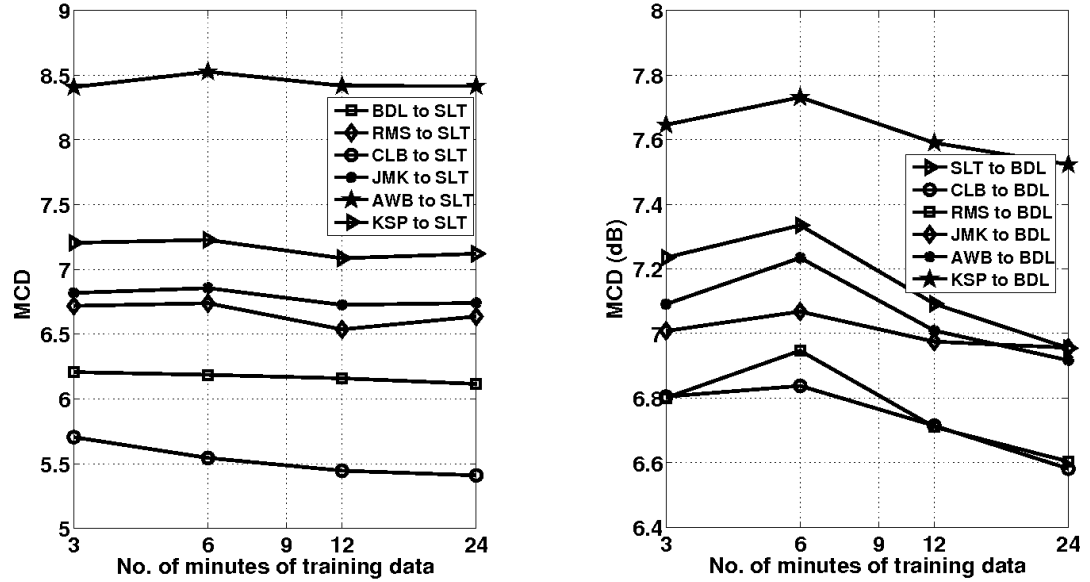 9
8.5
8
7.5
7
6.5
6
5.5
5
MCD
3
6
9
12
24
No. of minutes of training data
BDL to SLT
RMS to SLT
CLB to SLT
JMK to SLT
AWB to SLT
KSP to SLT
8
7.8
7.6
7.4
7.2
7
6.8
6.6
6.4
MCD (dB)
3
6
9
12
24
No. of minutes of training data
SLT to BDL
CLB to BDL
RMS to BDL
JMK to BDL
AWB to BDL
KSP to BDL